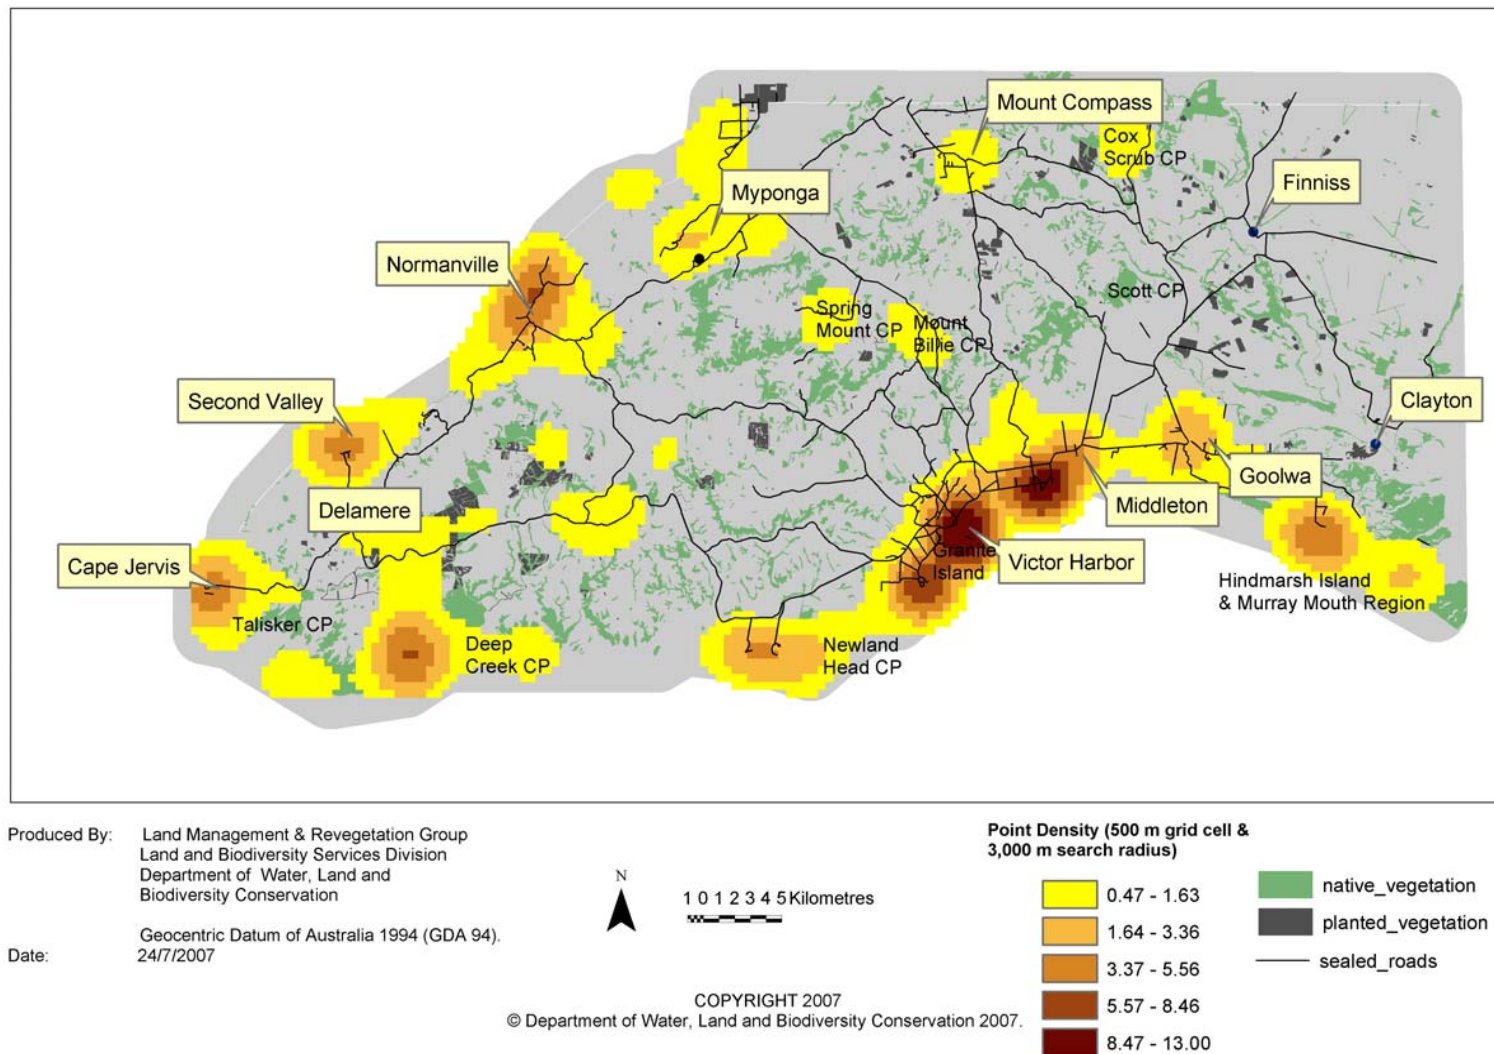 Mount Compass
Cox
Scrub CP
Finniss
Myponga
Normanville
Scott CP
Spring
Mount CP
Mount
Billie CP
Second Valley
Clayton
Goolwa
Delamere
Middleton
Cape Jervis
Granite
Island
Victor Harbor
Hindmarsh Island
& Murray Mouth Region
Talisker CP
Deep
Creek CP
Newland
Head CP
Produced By: Land Management & Revegetation Group
Land and Biodiversity Services Division
Department of Water, Land and
Biodiversity Conservation
Geocentric Datum of Australia 1994 (GDA 94).
Date: 24/7/2007
N
1 0 1 2 3 4 5 Kilometres
COPYRIGHT 2007
© Department of Water, Land and Biodiversity Conservation 2007.
Point Density (500 m grid cell &
3,000 m search radius)
0.47 - 1.63
1.64 - 3.36
3.37 - 5.56
5.57 - 8.46
8.47 - 13.00
native_vegetation
planted_vegetation
sealed_roads